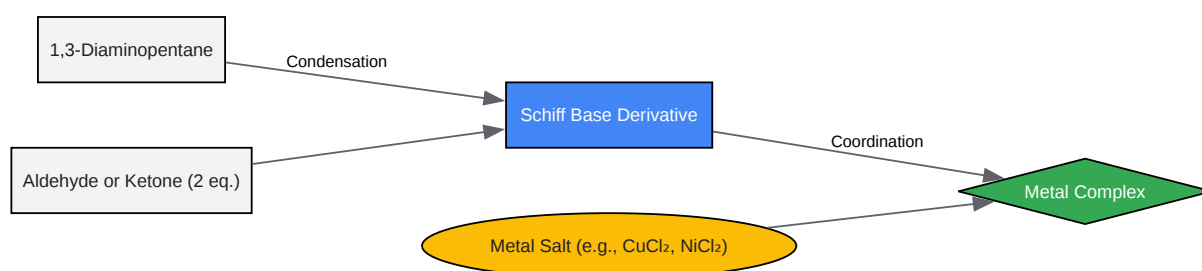 1,3-Diaminopentane
Condensation
Schiff Base Derivative
Coordination
Aldehyde or Ketone (2 eq.)
Metal Complex
Metal Salt (e.g., CuCl₂, NiCl₂)